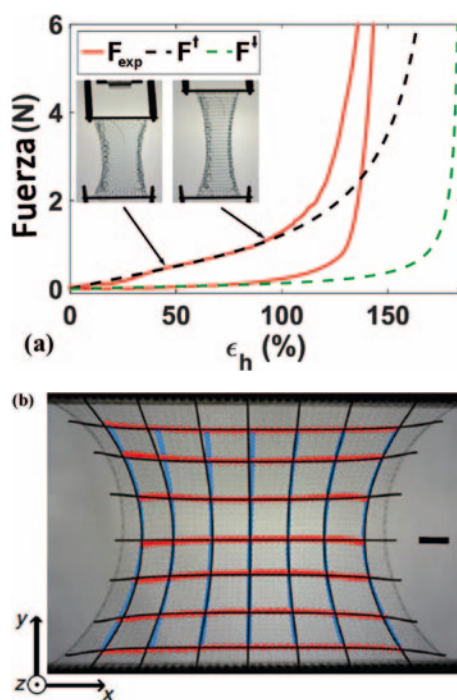 6
F_exp F↑ F↓
4
Fuerza (N)
2
0
0 50 100 150
(a) ϵ_h (%)
(b)
y
z x